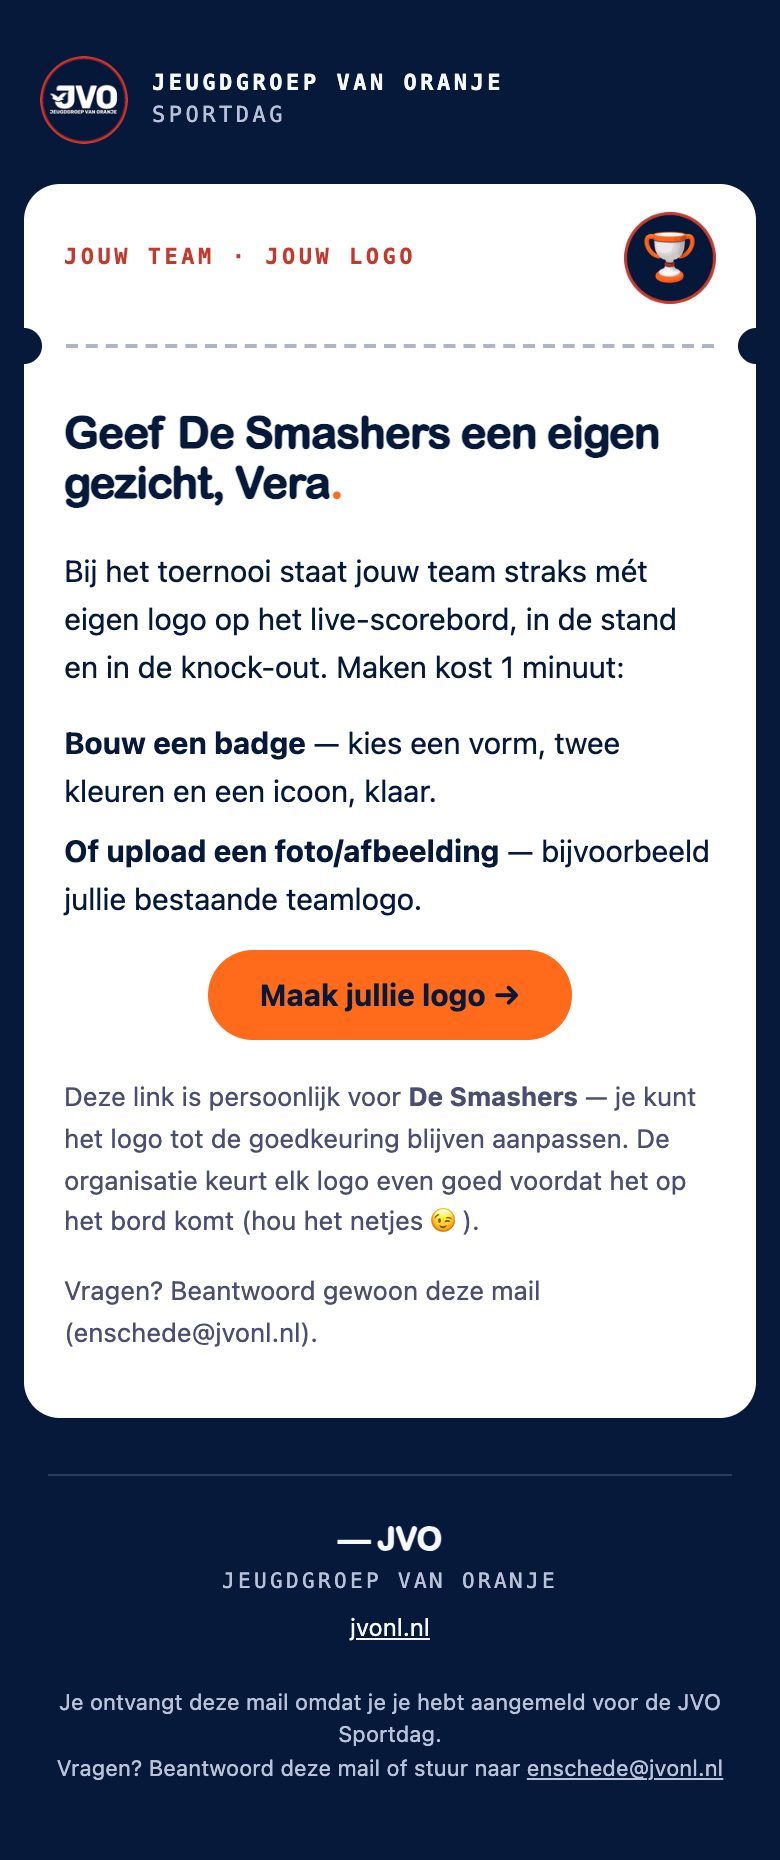 JVO
JEUGDGROEP VAN ORANJE
JEUGDGROEP VAN ORANJE
SPORTDAG
JOUW TEAM · JOUW LOGO
Geef De Smashers een eigen
gezicht, Vera.
Bij het toernooi staat jouw team straks mét
eigen logo op het live-scorebord, in de stand
en in de knock-out. Maken kost 1 minuut:
Bouw een badge — kies een vorm, twee
kleuren en een icoon, klaar.
Of upload een foto/afbeelding — bijvoorbeeld
jullie bestaande teamlogo.
Maak jullie logo →
Deze link is persoonlijk voor De Smashers — je kunt
het logo tot de goedkeuring blijven aanpassen. De
organisatie keurt elk logo even goed voordat het op
het bord komt (hou het netjes 😉 ).
Vragen? Beantwoord gewoon deze mail
(enschede@jvonl.nl).
— JVO
JEUGDGROEP VAN ORANJE
jvonl.nl
Je ontvangt deze mail omdat je je hebt aangemeld voor de JVO
Sportdag.
Vragen? Beantwoord deze mail of stuur naar enschede@jvonl.nl